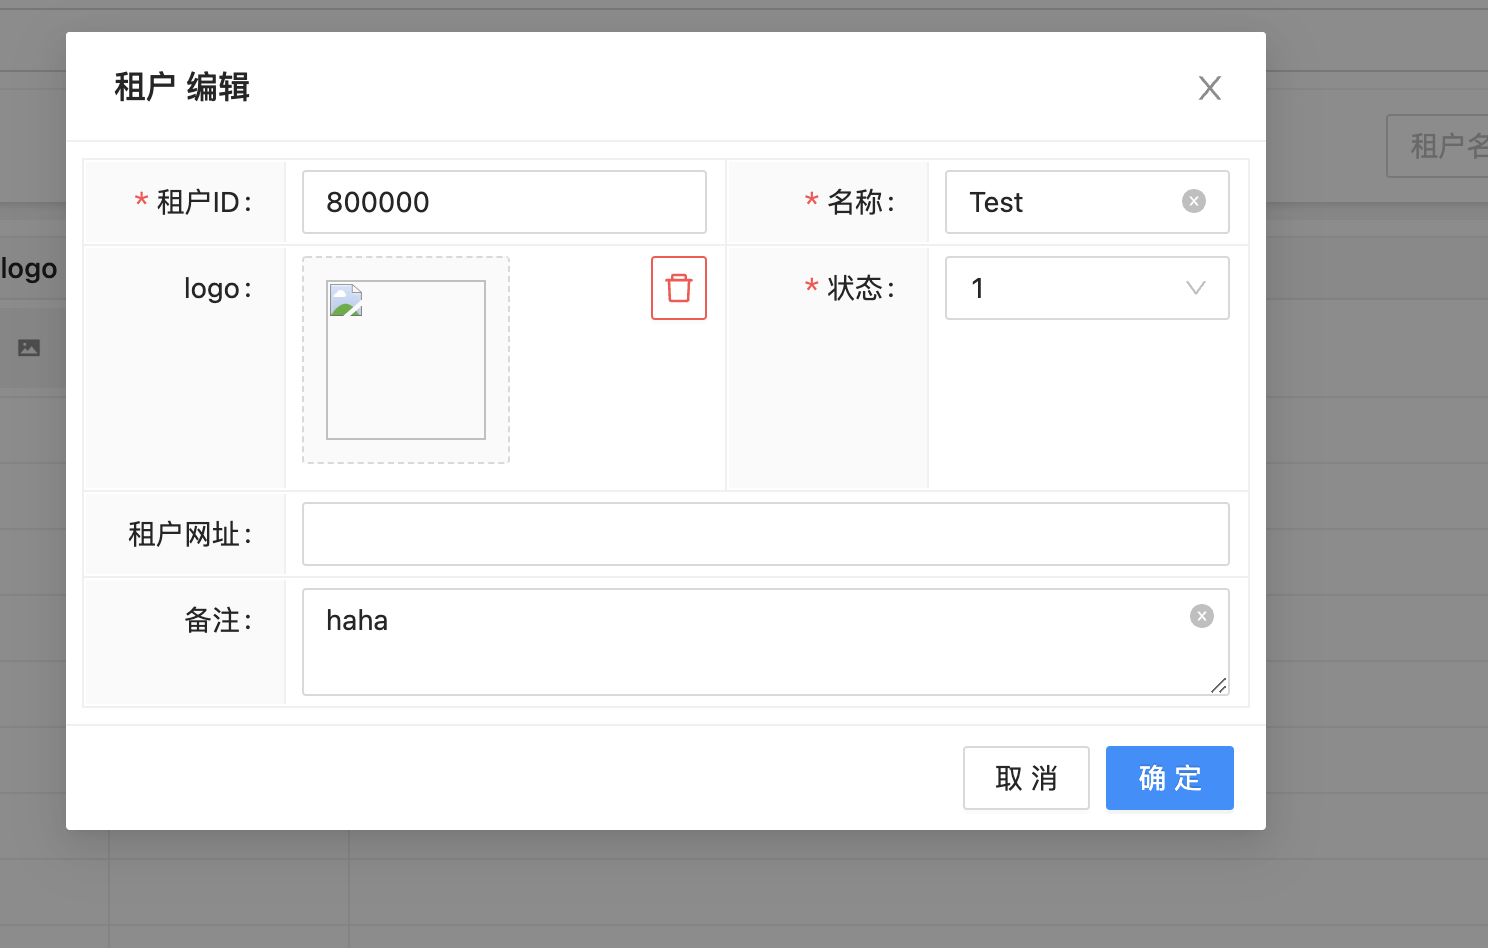 租户 编辑
租户名
* 租户ID:
800000
* 名称:
Test
logo
logo:
* 状态:
1
租户网址:
备注:
haha
取 消
确 定